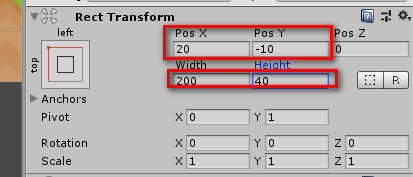 Rect Transform
left
Pos X Pos Y Pos Z
20 -10 0
top
Width Height
200 40
R
Anchors
Pivot X 0 Y 1
Rotation X 0 Y 0 Z 0
Scale X 1 Y 1 Z 1